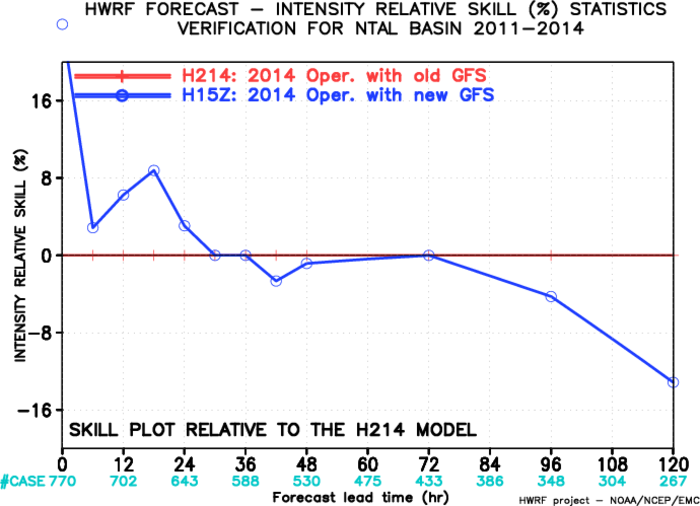 HWRF FORECAST – INTENSITY RELATIVE SKILL (%) STATISTICS
VERIFICATION FOR NTAL BASIN 2011–2014
H214: 2014 Oper. with old GFS
H15Z: 2014 Oper. with new GFS
INTENSITY RELATIVE SKILL (%)
16
8
0
–8
–16
SKILL PLOT RELATIVE TO THE H214 MODEL
0 12 24 36 48 60 72 84 96 108 120
#CASE 770 702 643 588 530 475 433 386 348 304 267
Forecast lead time (hr)
HWRF project – NOAA/NCEP/EMC